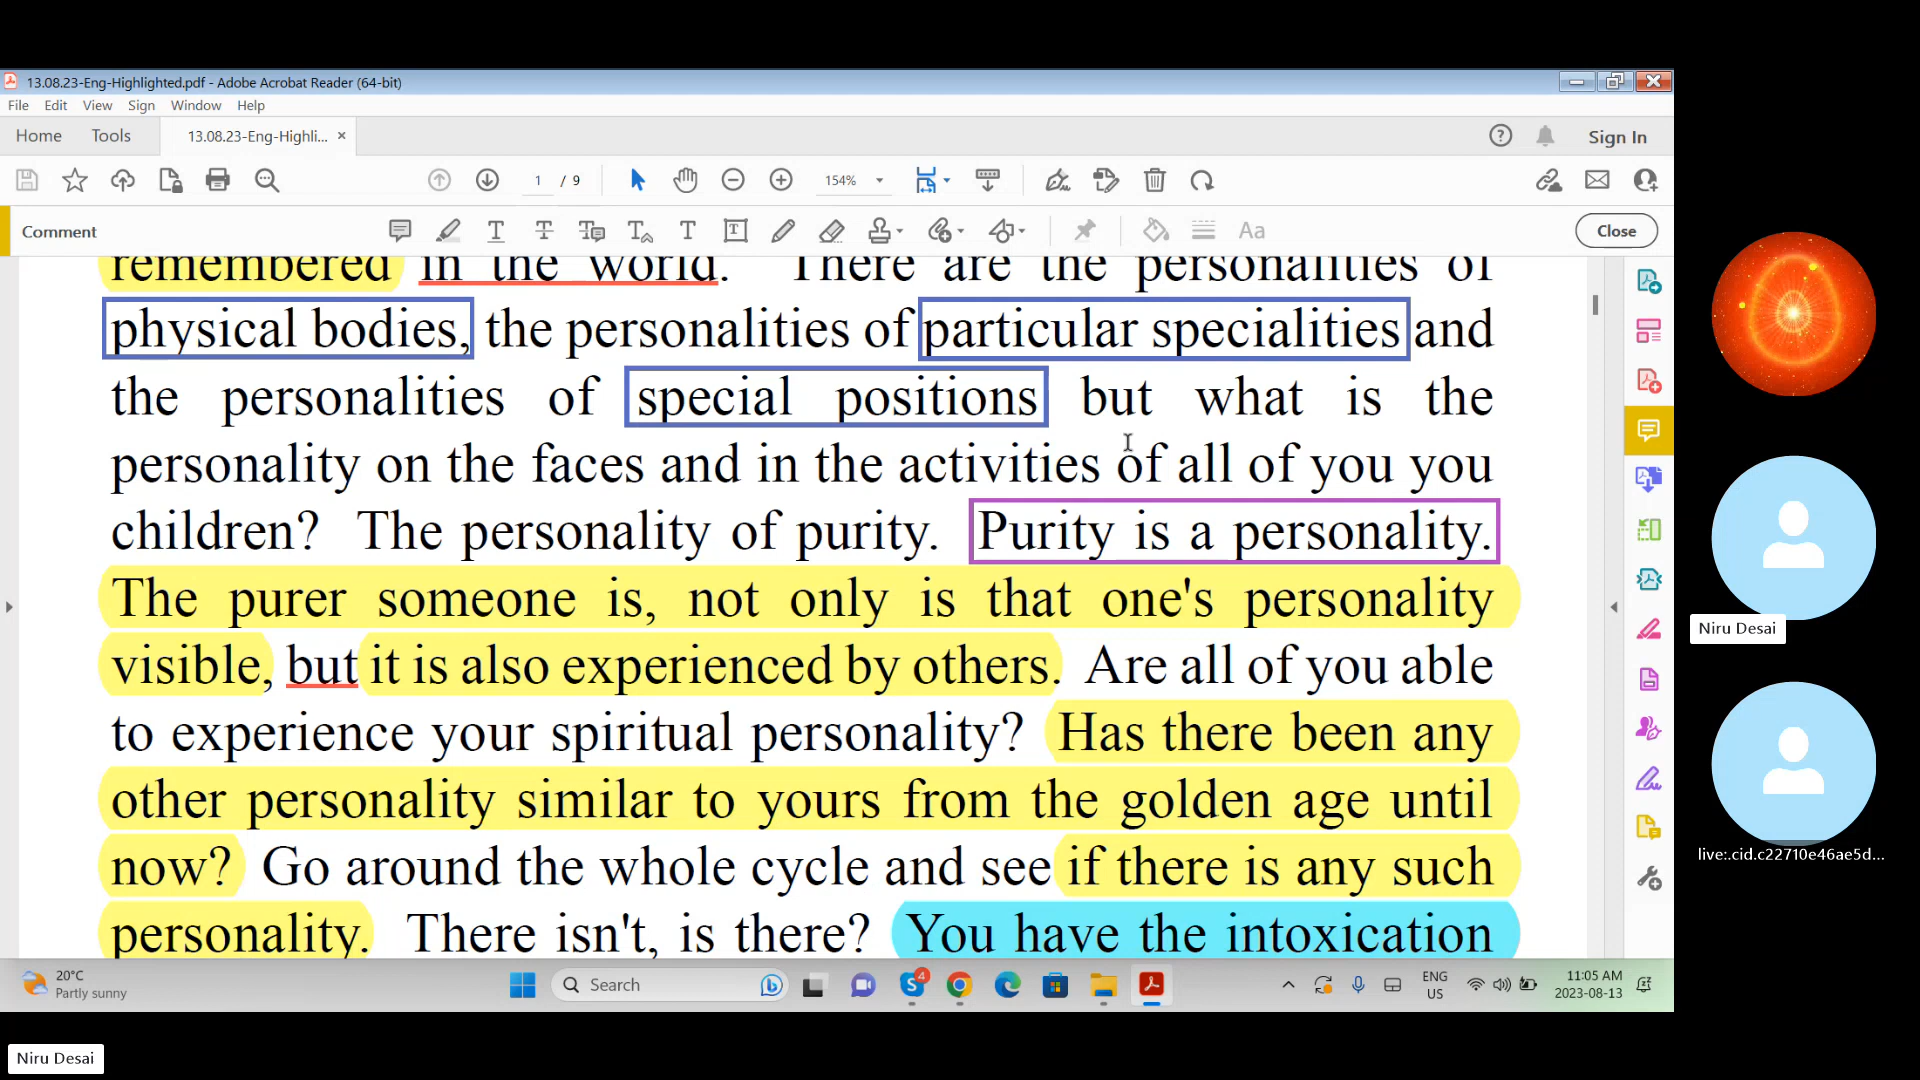 13.08.23-Eng-Highlighted.pdf - Adobe Acrobat Reader (64-bit)
File Edit View Sign Window Help
Home Tools 13.08.23-Eng-Highli... × Sign In
1 / 9 154%
Comment Close
remembered in the world. There are the personalities of
physical bodies, the personalities of particular specialities and
the personalities of special positions but what is the
personality on the faces and in the activities of all of you you
children? The personality of purity. Purity is a personality.
The purer someone is, not only is that one's personality
visible, but it is also experienced by others. Are all of you able
to experience your spiritual personality? Has there been any
other personality similar to yours from the golden age until
now? Go around the whole cycle and see if there is any such
personality. There isn't, is there? You have the intoxication
Niru Desai
live:.cid.c22710e46ae5d...
20°C
Partly sunny
Search
4
ENG
US
11:05 AM
2023-08-13
Niru Desai